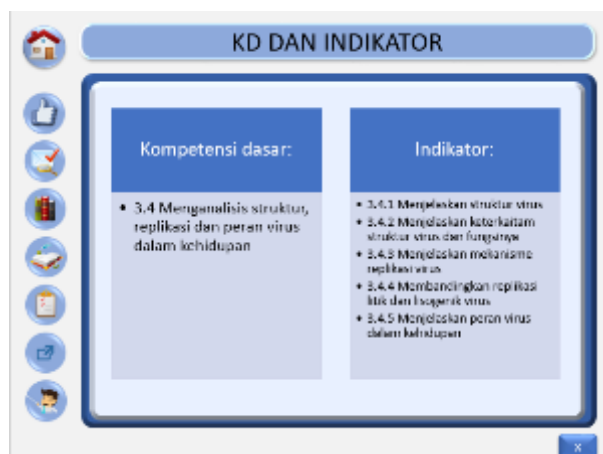 KD DAN INDIKATOR
Kompetensi dasar:
• 3.4 Menganalisis struktur,
replikasi dan peran virus
dalam kehidupan
Indikator:
• 3.4.1 Menjelaskan struktur virus
• 3.4.2 Menjelaskan keterkaitam
struktur virus dan fungsinya
• 3.4.3 Menjelaskan mekanisme
replikasi virus
• 3.4.4 Membandingkan replikasi
litik dan lisogenik virus
• 3.4.5 Menjelaskan peran virus
dalam kehidupan
X